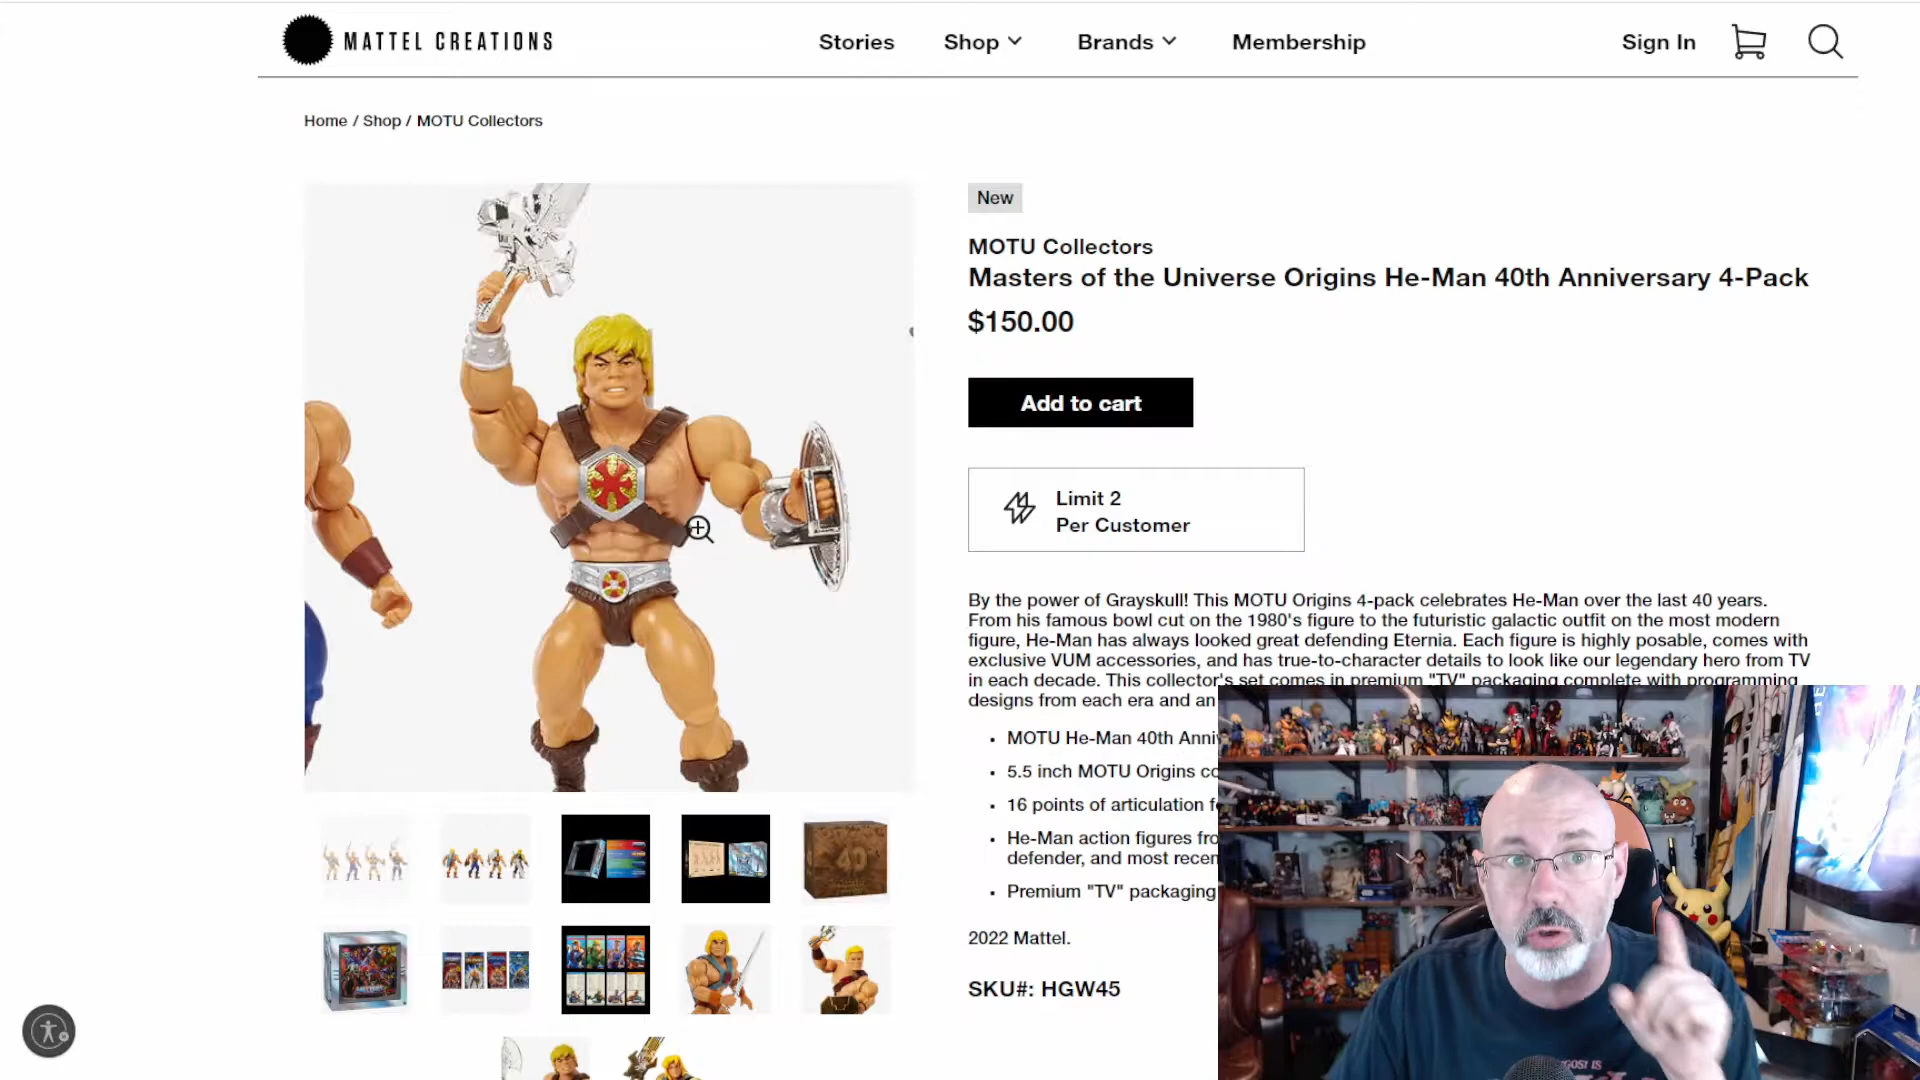 MATTEL CREATIONS
Stories
Shop
Brands
Membership
Sign In
Home / Shop / MOTU Collectors
New
MOTU Collectors
Masters of the Universe Origins He-Man 40th Anniversary 4-Pack
$150.00
Add to cart
Limit 2
Per Customer
By the power of Grayskull! This MOTU Origins 4-pack celebrates He-Man over the last 40 years.
From his famous bowl cut on the 1980's figure to the futuristic galactic outfit on the most modern
figure, He-Man has always looked great defending Eternia. Each figure is highly posable, comes with
exclusive VUM accessories, and has true-to-character details to look like our legendary hero from TV
in each decade. This collector's set comes in premium "TV" packaging complete with programming
designs from each era and an
MOTU He-Man 40th Anni
5.5 inch MOTU Origins co
16 points of articulation f
He-Man action figures fro
defender, and most recen
Premium "TV" packaging
2022 Mattel.
SKU#: HGW45
40